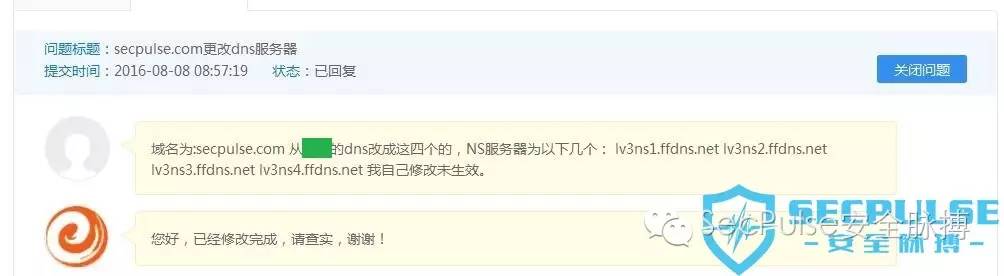 问题标题：secpulse.com更改dns服务器
提交时间：2016-08-08 08:57:19 状态：已回复
关闭问题
域名为:secpulse.com 从的dns改成这四个的，NS服务器为以下几个： lv3ns1.ffdns.net lv3ns2.ffdns.net
lv3ns3.ffdns.net lv3ns4.ffdns.net 我自己修改未生效。
您好，已经修改完成，请查实，谢谢！
SECPULSE
安全脉搏
SecPulse安全脉搏